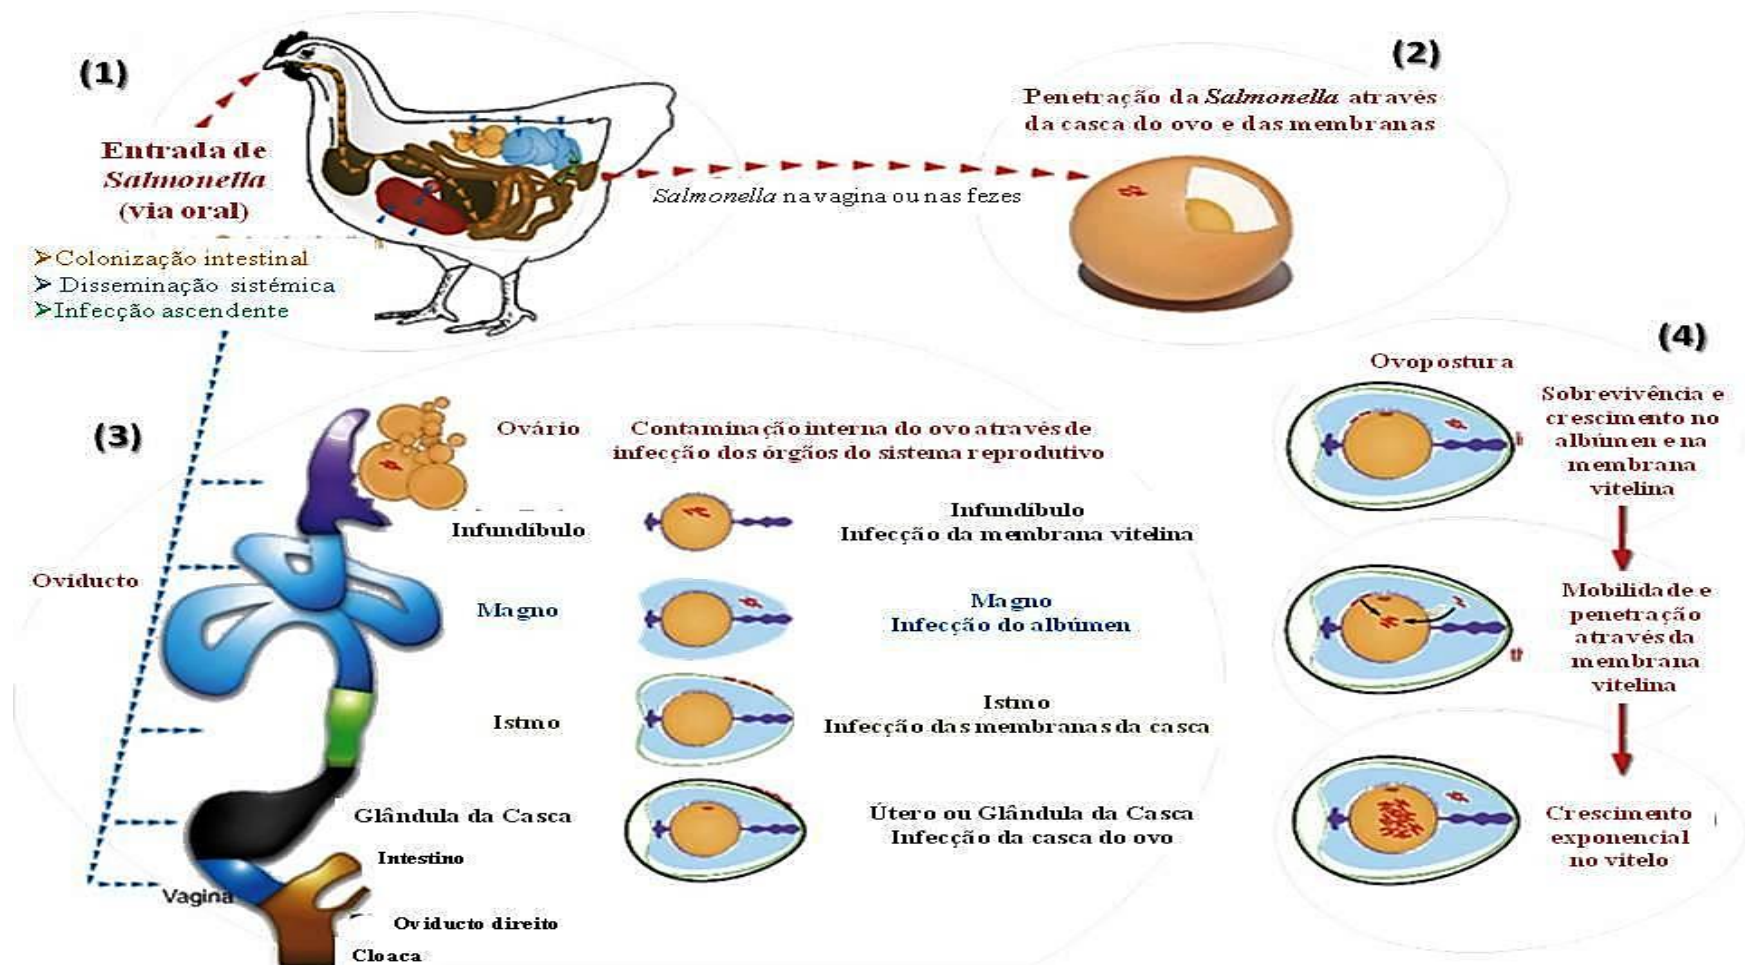 (1)
Entrada de
Salmonella
(via oral)
➢Colonização intestinal
➢ Disseminação sistémica
➢Infecção ascendente
Salmonella na vagina ou nas fezes
(2)
Penetração da Salmonella através
da casca do ovo e das membranas
(3)
Ovário
Infundíbulo
Oviducto
Magno
Istmo
Glândula da Casca
Intestino
Vagina
Oviducto direito
Cloaca
Contaminação interna do ovo através de
infecção dos órgãos do sistema reprodutivo
Infundíbulo
Infecção da membrana vitelina
Magno
Infecção do albúmen
Istmo
Infecção das membranas da casca
Útero ou Glândula da Casca
Infecção da casca do ovo
(4)
Ovopostura
Sobrevivência e
crescimento no
albúmen e na
membrana
vitelina
Mobilidade e
penetração
através da
membrana
vitelina
Crescimento
exponencial
no vitelo